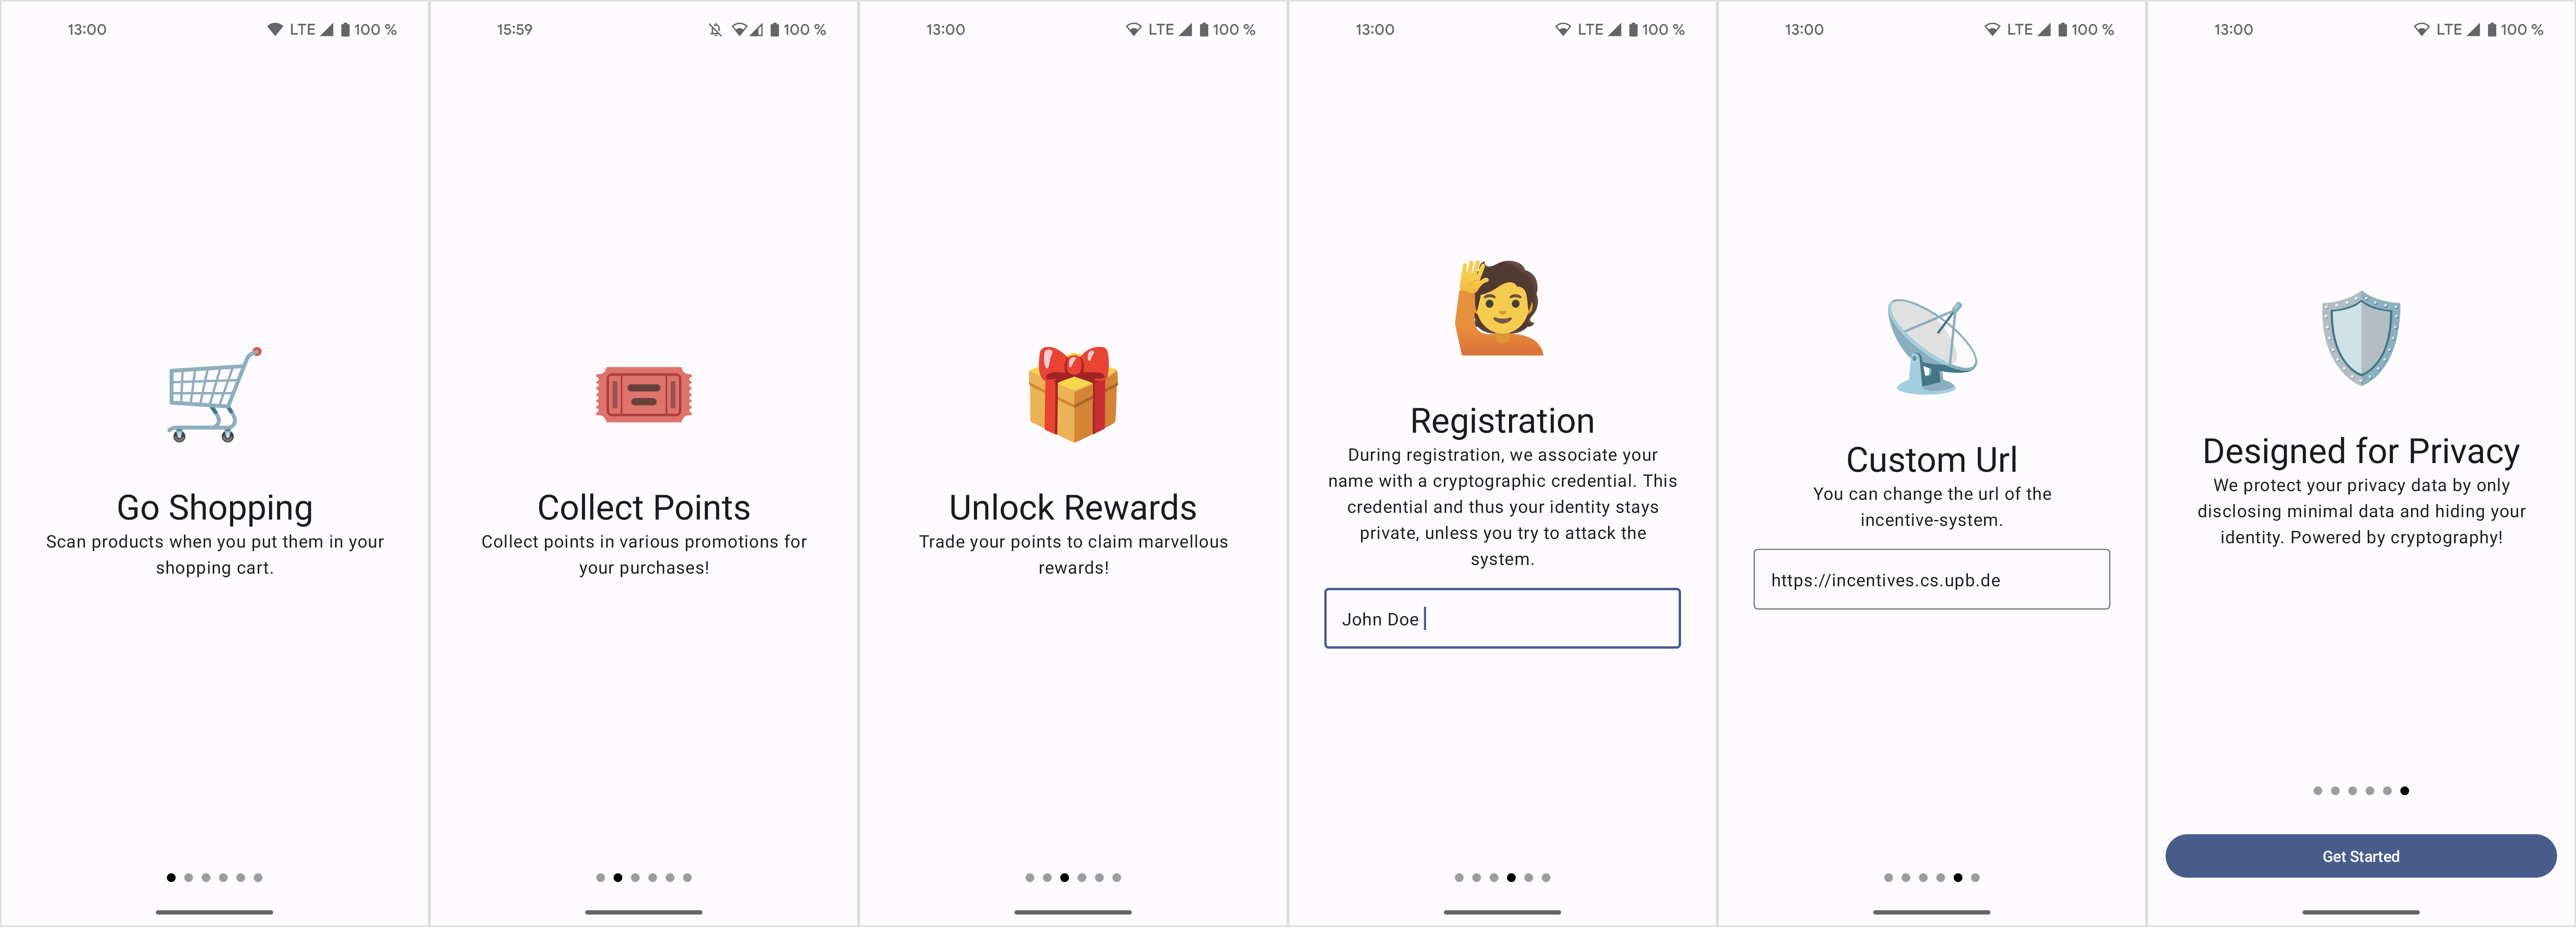 13:00
LTE
100 %
Go Shopping
Scan products when you put them in your
shopping cart.
15:59
100 %
Collect Points
Collect points in various promotions for
your purchases!
13:00
LTE
100 %
Unlock Rewards
Trade your points to claim marvellous
rewards!
13:00
LTE
100 %
Registration
During registration, we associate your
name with a cryptographic credential. This
credential and thus your identity stays
private, unless you try to attack the
system.
John Doe
13:00
LTE
100 %
Custom Url
You can change the url of the
incentive-system.
https://incentives.cs.upb.de
13:00
LTE
100 %
Designed for Privacy
We protect your privacy data by only
disclosing minimal data and hiding your
identity. Powered by cryptography!
Get Started